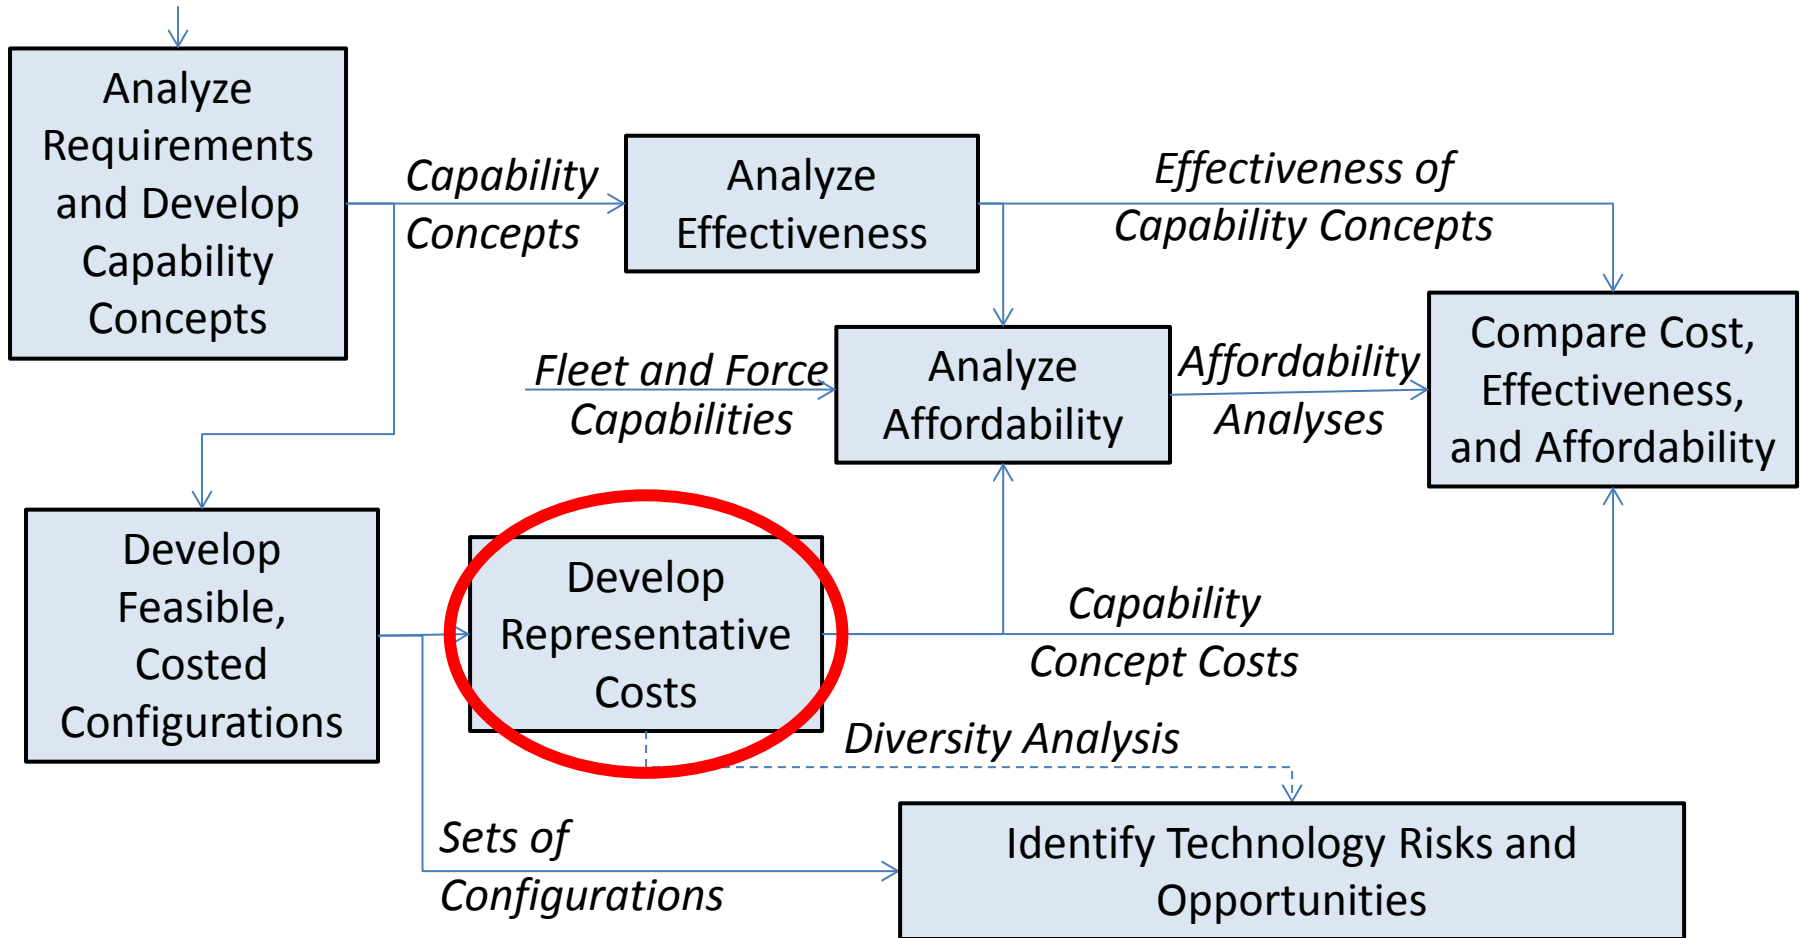 Analyze
Requirements
and Develop
Capability
Concepts
Capability
Concepts
Analyze
Effectiveness
Effectiveness of
Capability Concepts
Fleet and Force
Capabilities
Analyze
Affordability
Affordability
Analyses
Compare Cost,
Effectiveness,
and Affordability
Develop
Feasible,
Costed
Configurations
Develop
Representative
Costs
Capability
Concept Costs
Diversity Analysis
Sets of
Configurations
Identify Technology Risks and
Opportunities